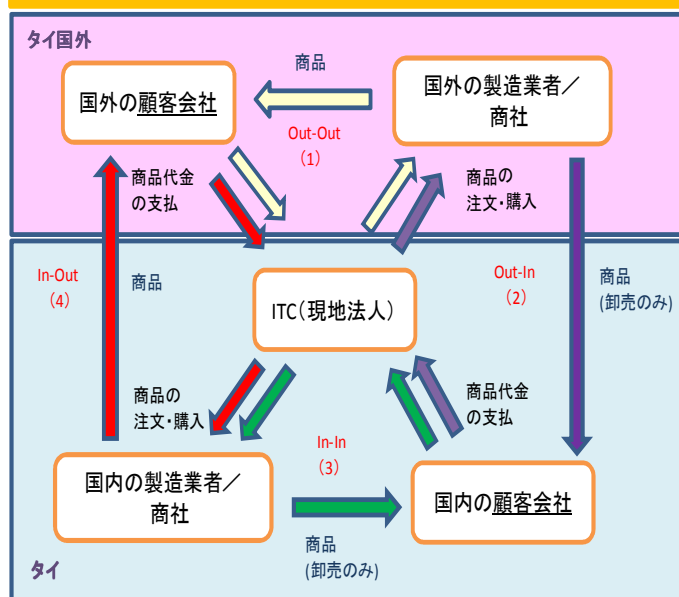 タイ国外
商品
国外の顧客会社
国外の製造業者／
商社
Out-Out
(1)
商品代金
の支払
商品の
注文・購入
In-Out
(4)
商品
Out-In
(2)
商品
(卸売のみ)
ITC(現地法人)
商品の
注文・購入
商品代金
の支払
In-In
(3)
国内の製造業者／
商社
国内の顧客会社
商品
(卸売のみ)
タイ